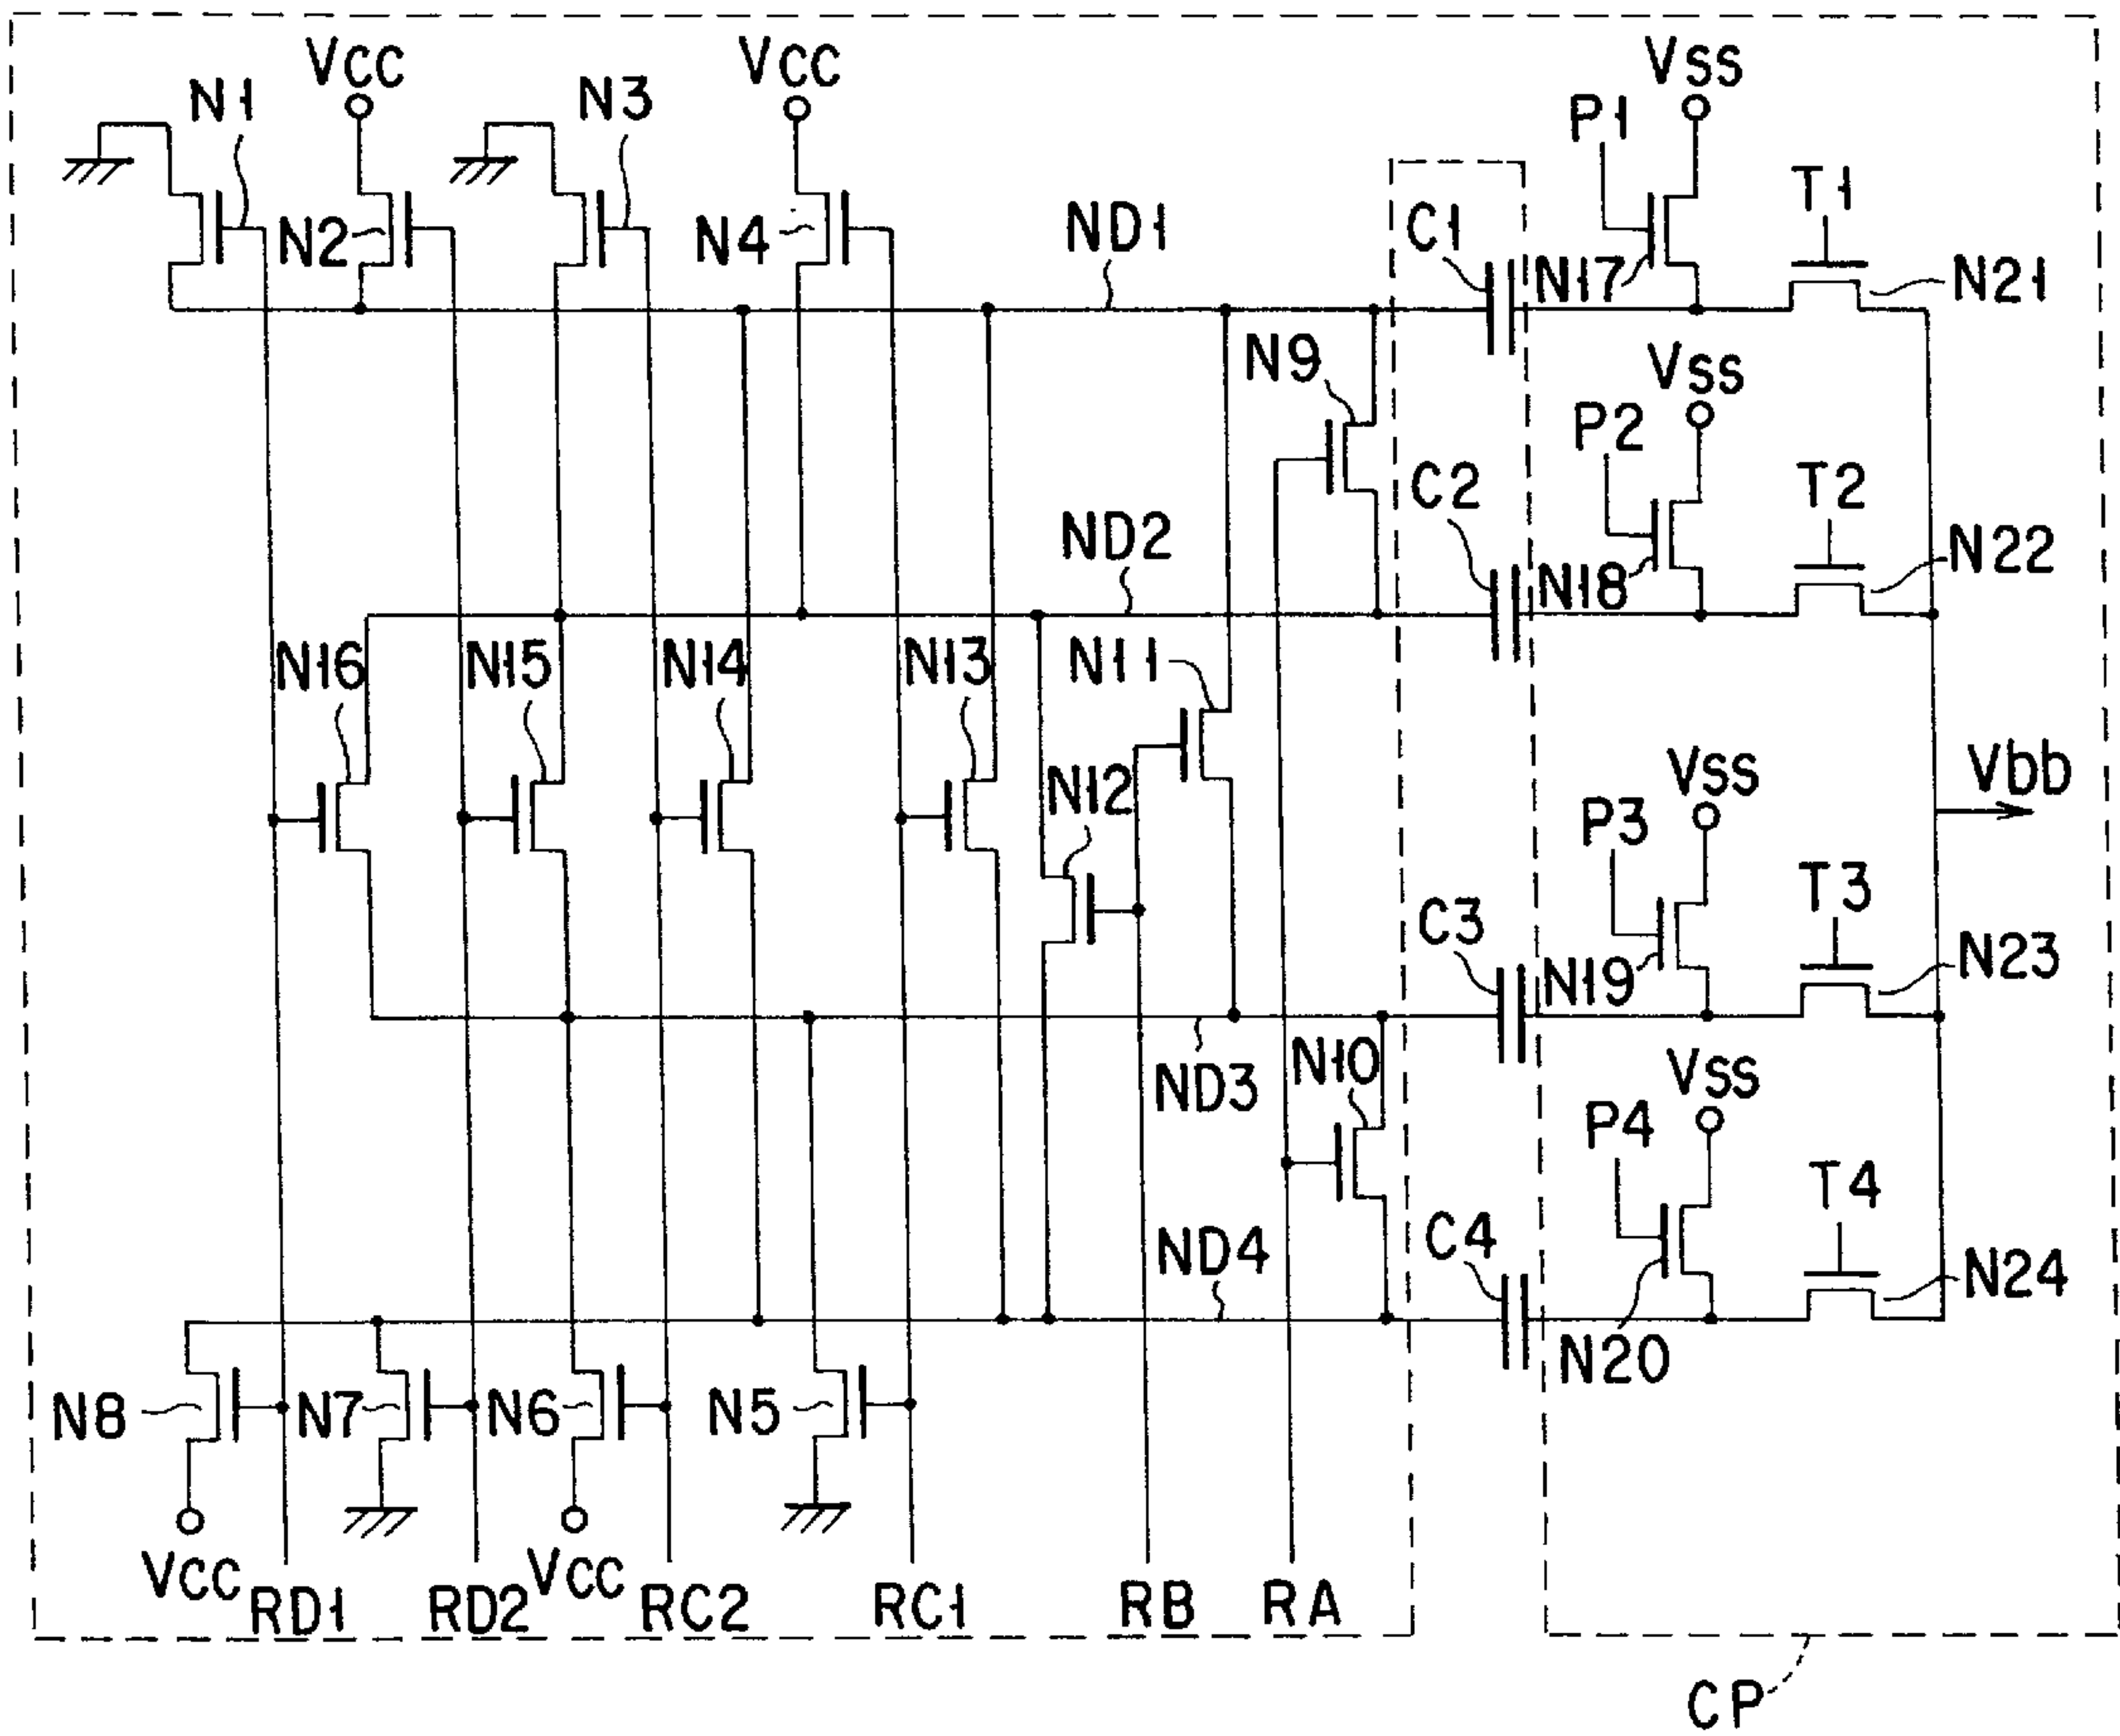 Vcc
Vcc
Vss
N1
N3
P1
T1
N2
N4
ND1
C1
N17
N21
N9
Vss
P2
C2
T2
ND2
N18
N22
N16
N15
N14
N13
N11
Vss
Vbb
N12
P3
T3
C3
N19
N23
ND3
N10
Vss
P4
T4
ND4
C4
N24
N20
N8
N7
N6
N5
Vcc
RD1
RD2
Vcc
RC2
RC1
RB
RA
CP